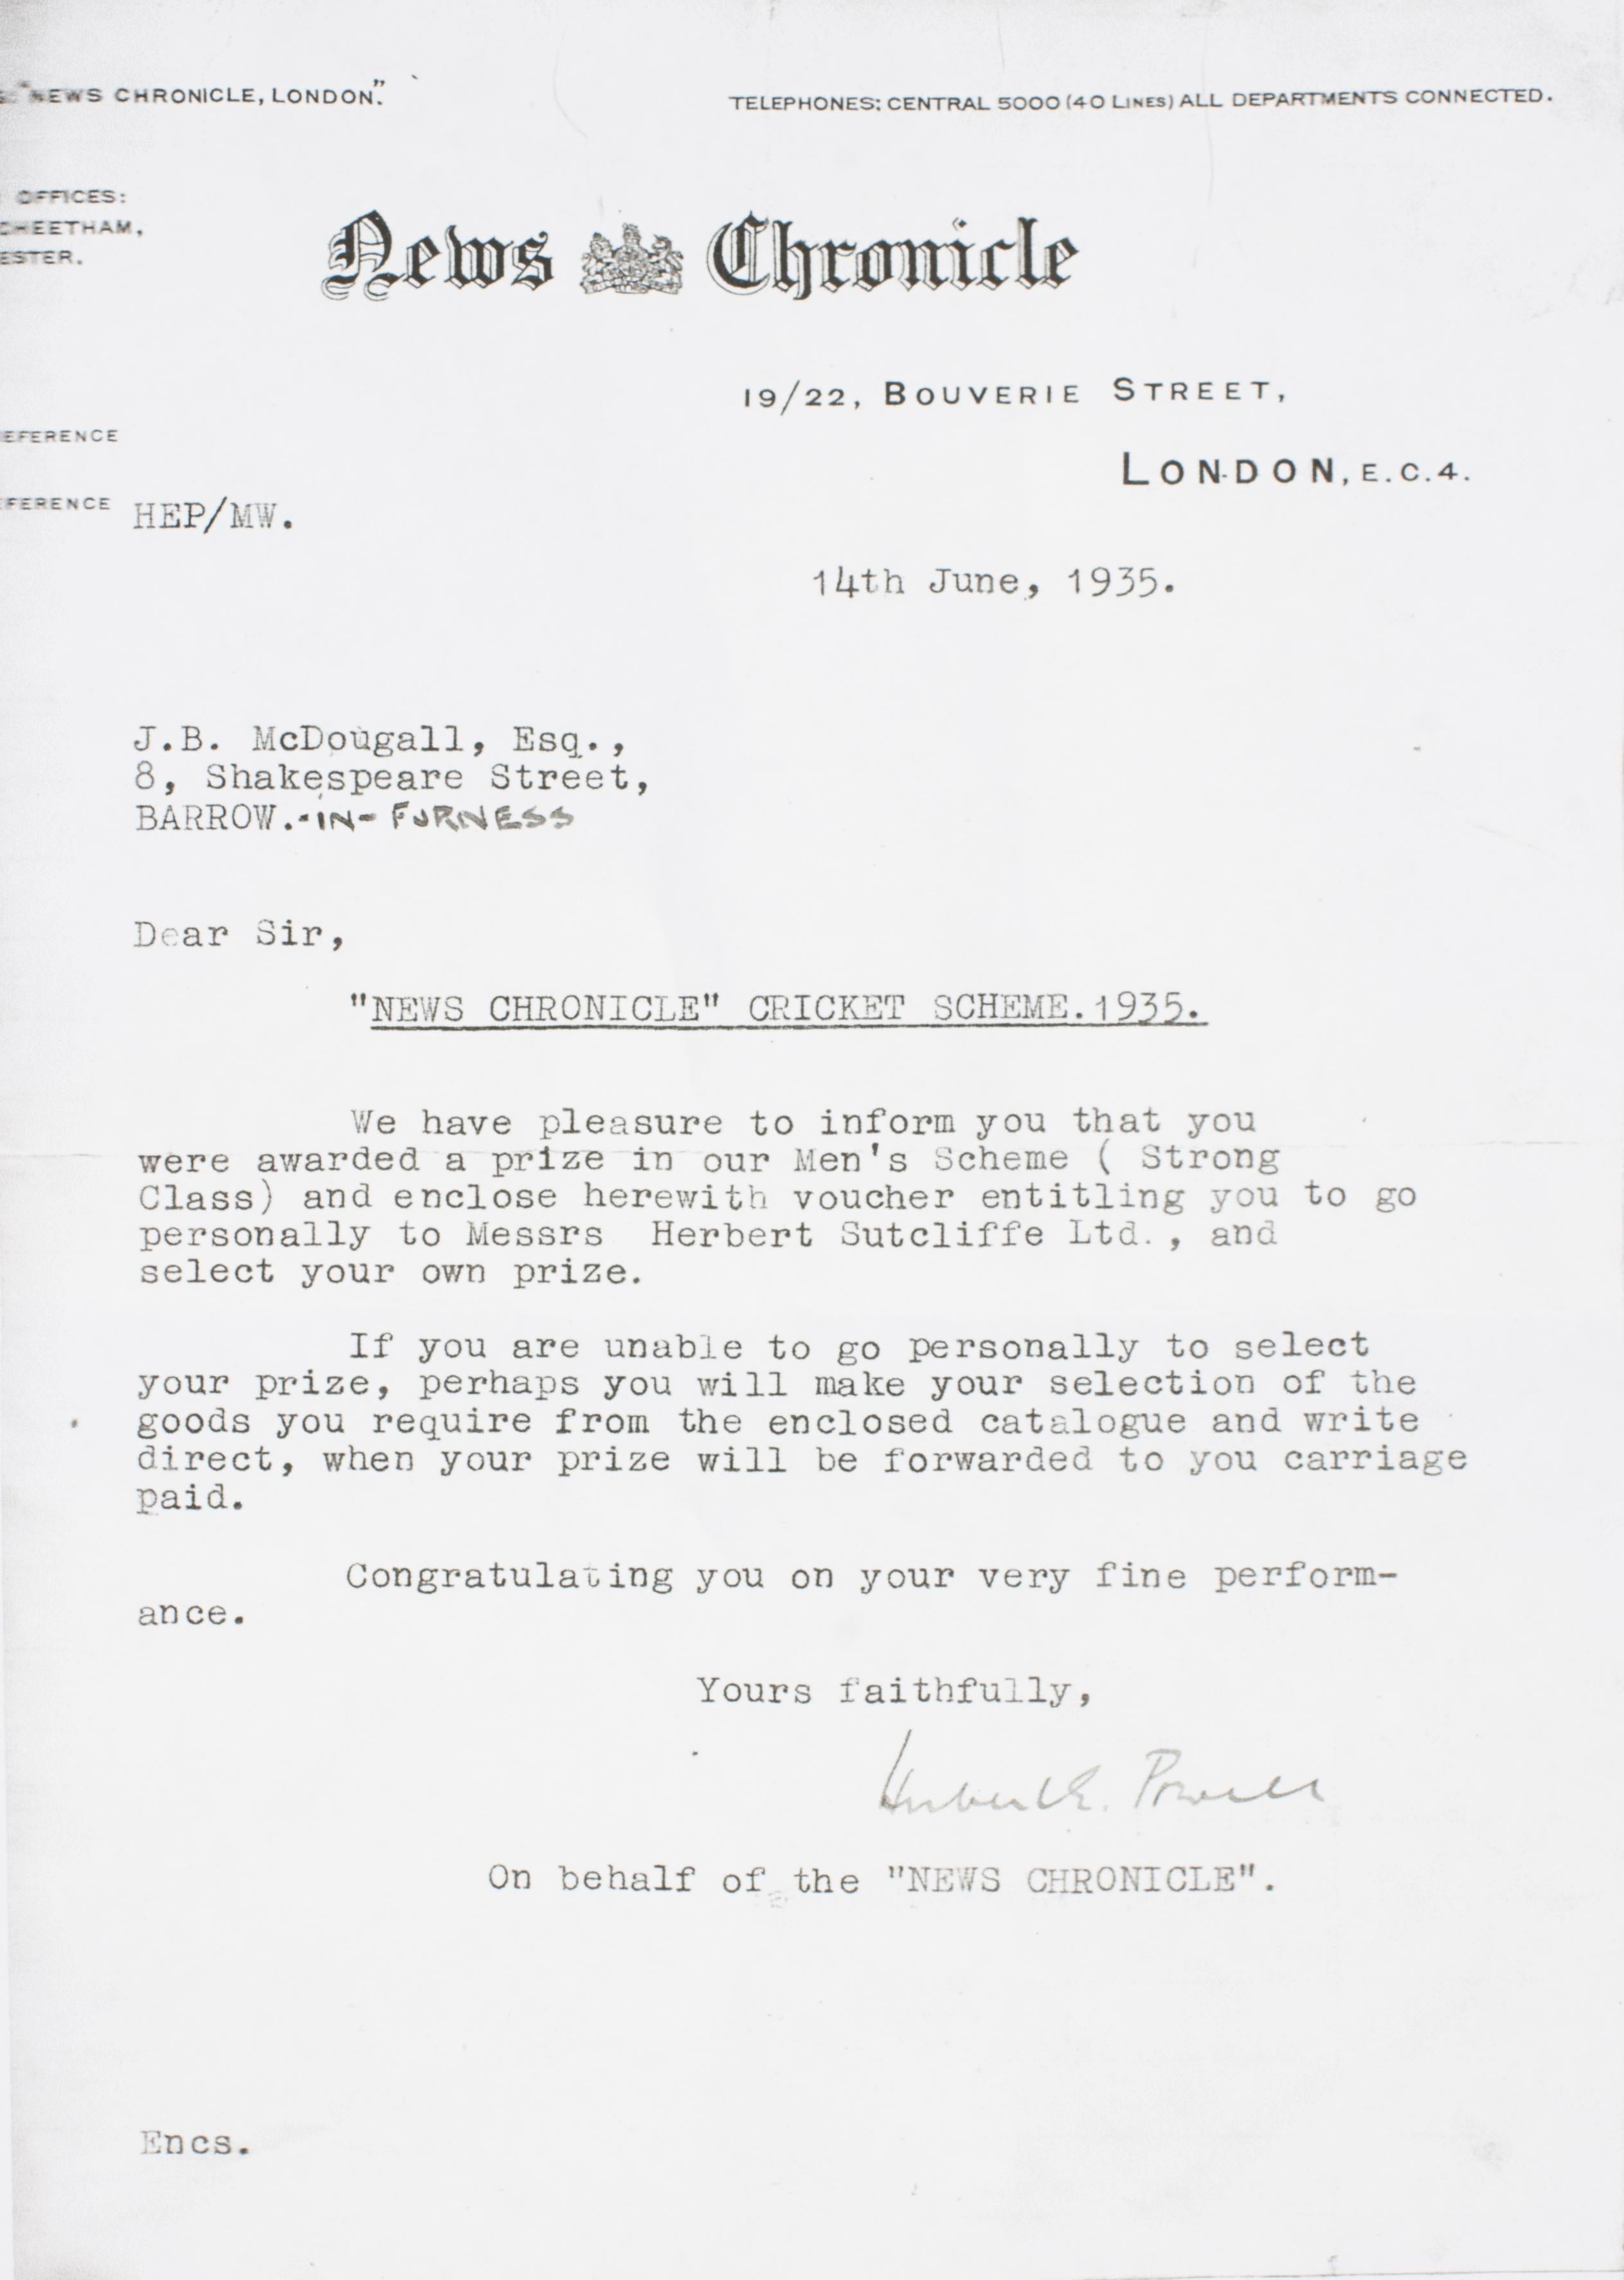 "NEWS CHRONICLE, LONDON."
TELEPHONES: CENTRAL 5000 (40 LINES) ALL DEPARTMENTS CONNECTED.
OFFICES:
CHEETHAM,
ESTER.
News Chronicle
19/22, BOUVERIE STREET,
LONDON, E.C.4.
EFERENCE
FERENCE HEP/MW.
14th June, 1935.
J.B. McDougall, Esq.,
8, Shakespeare Street,
BARROW.-IN-FURNESS
Dear Sir,
"NEWS CHRONICLE" CRICKET SCHEME.1935.
We have pleasure to inform you that you
were awarded a prize in our Men's Scheme ( Strong
Class) and enclose herewith voucher entitling you to go
personally to Messrs Herbert Sutcliffe Ltd., and
select your own prize.
If you are unable to go personally to select
your prize, perhaps you will make your selection of the
goods you require from the enclosed catalogue and write
direct, when your prize will be forwarded to you carriage
paid.
Congratulating you on your very fine perform-
ance.
Yours faithfully,
Herbert E. Powell
On behalf of the "NEWS CHRONICLE".
Encs.